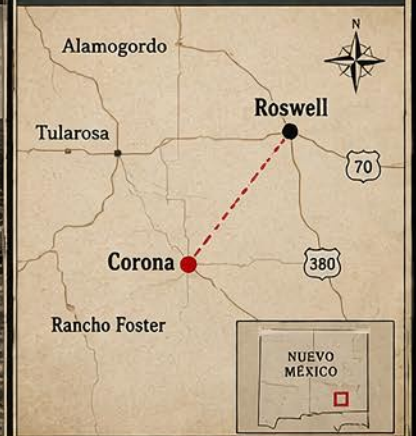 Alamogordo
N
Roswell
Tularosa
70
Corona
380
Rancho Foster
NUEVO
MÉXICO